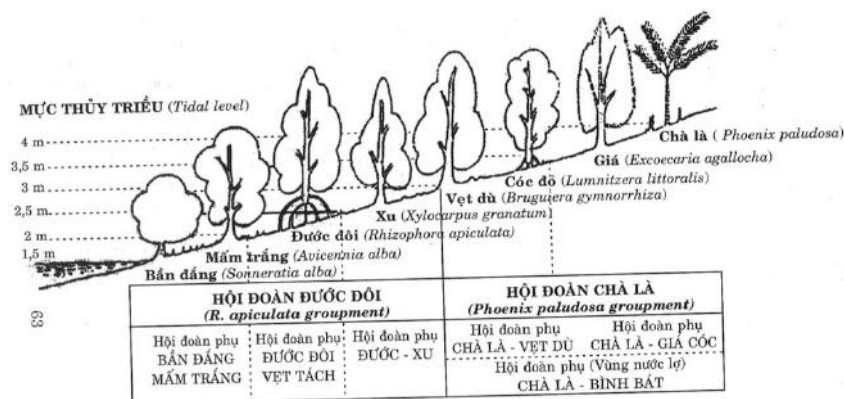 MỰC THỦY TRIỀU (Tidal level)
4 m
3,5 m
3 m
2,5 m
2 m
1,5 m
Chà là ( Phoenix paludosa)
Giá (Excoecaria agallocha)
Cóc đỏ (Lumnitzera littoralis)
Vẹt dù (Bruguiera gymnorrhiza)
Xu (Xylocarpus granatum)
Đước đôi (Rhizophora apiculata)
Mấm trắng (Avicennia alba)
Bần đắng (Sonneratia alba)
63
HỘI ĐOÀN ĐƯỚC ĐÔI
(R. apiculata groupment)
HỘI ĐOÀN CHÀ LÀ
(Phoenix paludosa groupment)
Hội đoàn phụ
BẦN ĐẮNG
MẤM TRẮNG
Hội đoàn phụ
ĐƯỚC ĐÔI
VẸT TÁCH
Hội đoàn phụ
ĐƯỚC - XU
Hội đoàn phụ
CHÀ LÀ - VẸT DÙ
Hội đoàn phụ
CHÀ LÀ - GIÁ CÓC
Hội đoàn phụ (Vùng nước lợ)
CHÀ LÀ - BÌNH BÁT